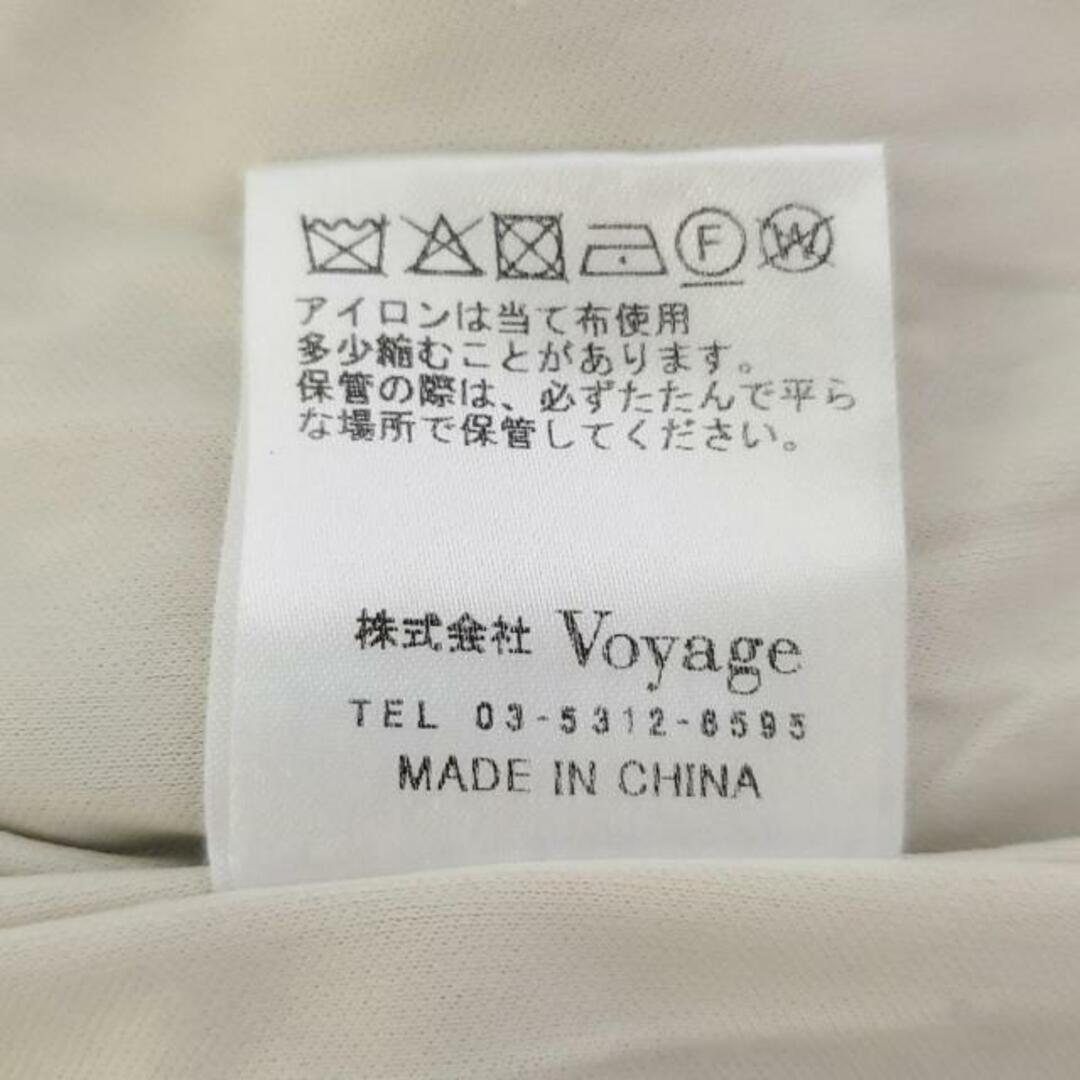 F W
アイロンは当て布使用
多少縮むことがあります。
保管の際は、必ずたたんで平ら
な場所で保管してください。
株式会社 Voyage
TEL 03-5312-6595
MADE IN CHINA